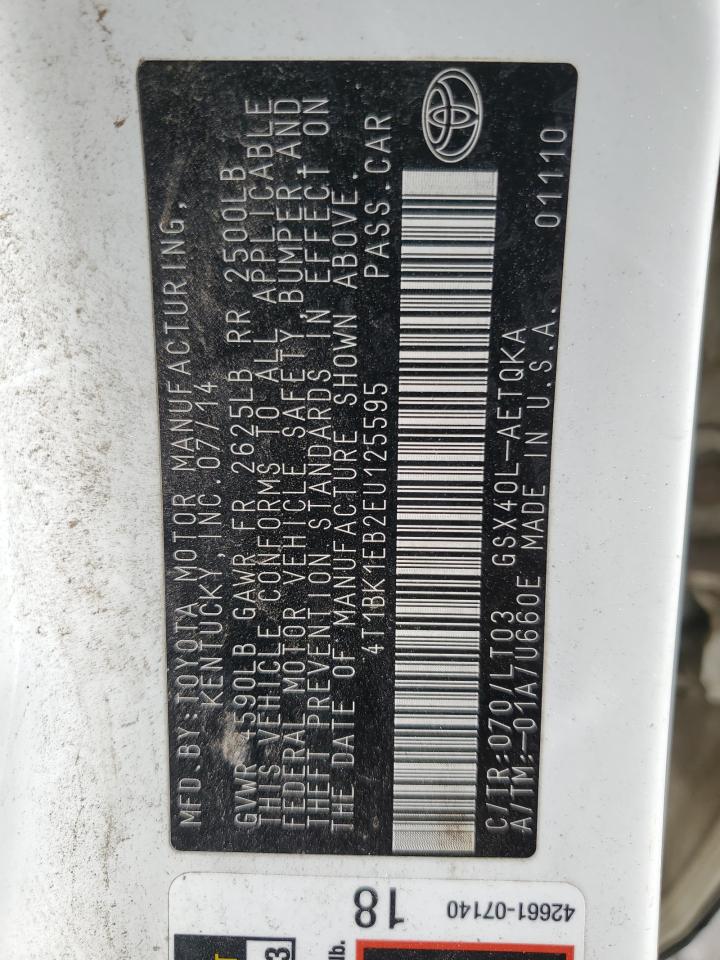 MFD.BY:TOYOTA MOTOR MANUFACTURING,
KENTUCKY, INC.07/14
GVWR 4590LB GAWR FR 2625LB RR 2500LB
THIS VEHICLE CONFORMS TO ALL APPLICABLE
FEDERAL MOTOR VEHICLE SAFETY, BUMPER, AND
THEFT PREVENTION STANDARDS IN EFFECT ON
THE DATE OF MANUFACTURE SHOWN ABOVE.
4T1BK1EB2EU125595 PASS.CAR
C/TR:070/LT03 GSX40L-AETQKA
A/TM:-01A/U660E MADE IN U.S.A. 01110
42661-07140
18
lb.
3